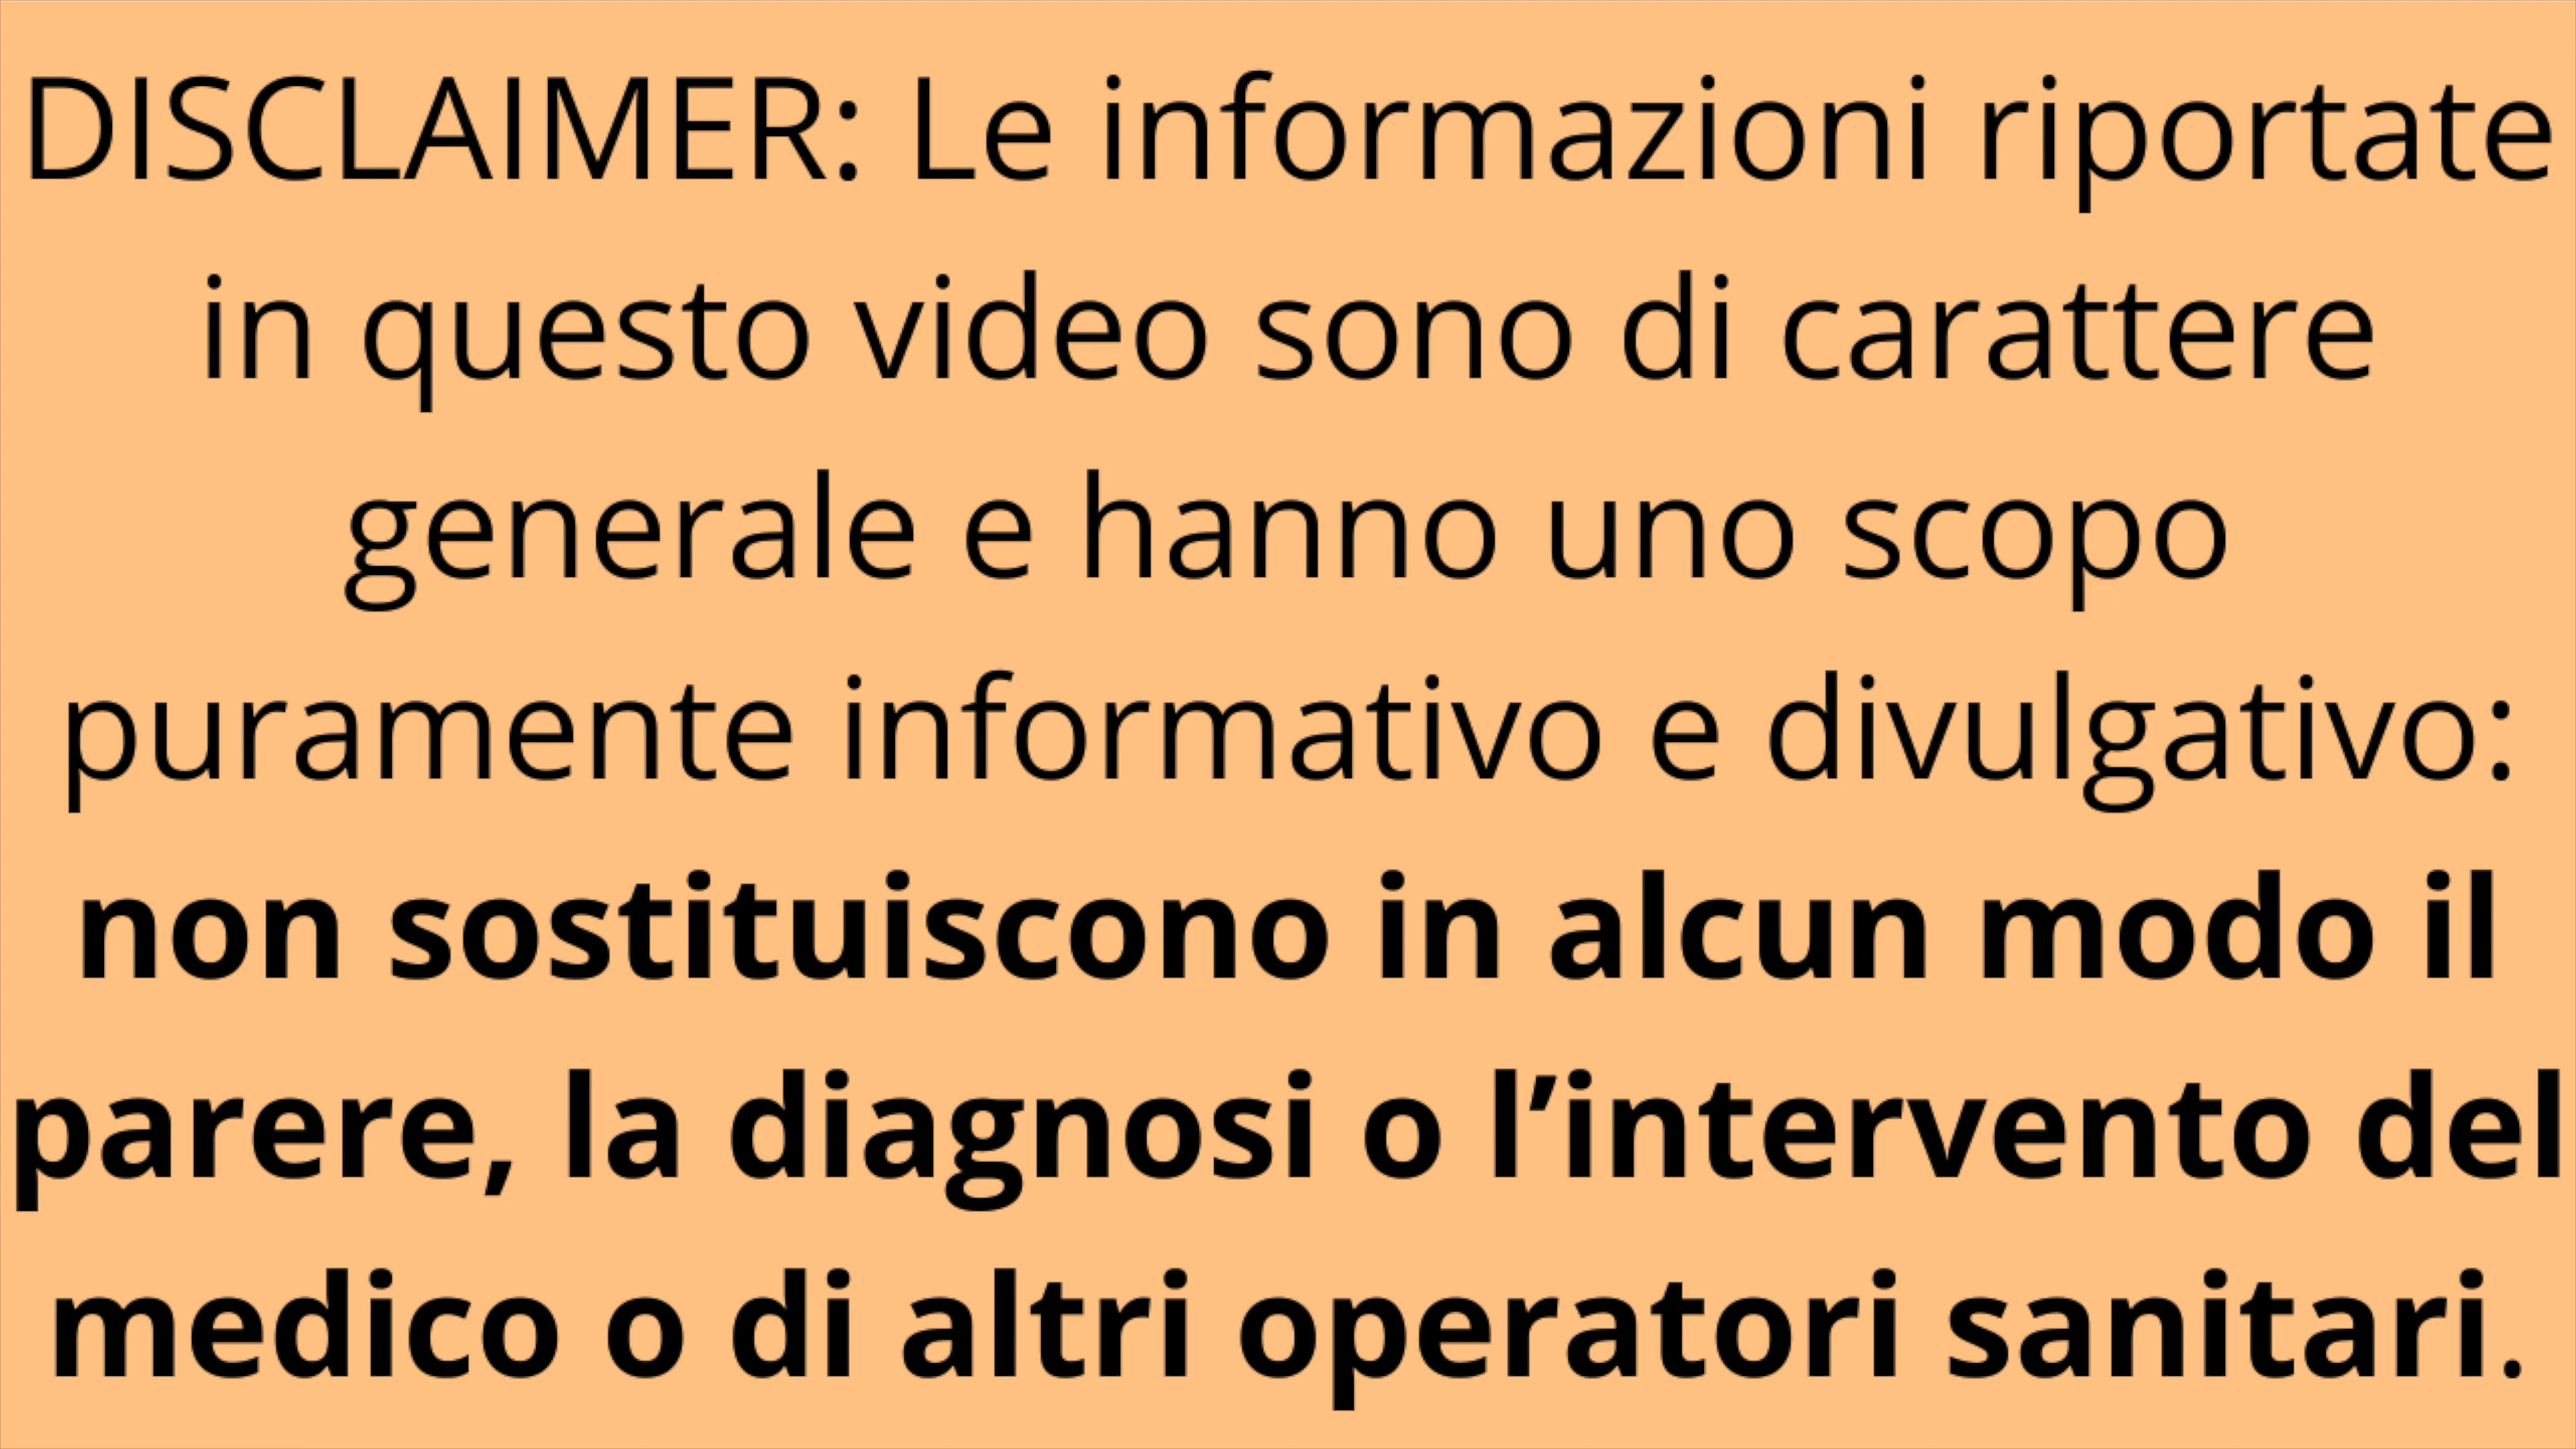 DISCLAIMER: Le informazioni riportate
in questo video sono di carattere
generale e hanno uno scopo
puramente informativo e divulgativo:
non sostituiscono in alcun modo il
parere, la diagnosi o l’intervento del
medico o di altri operatori sanitari.